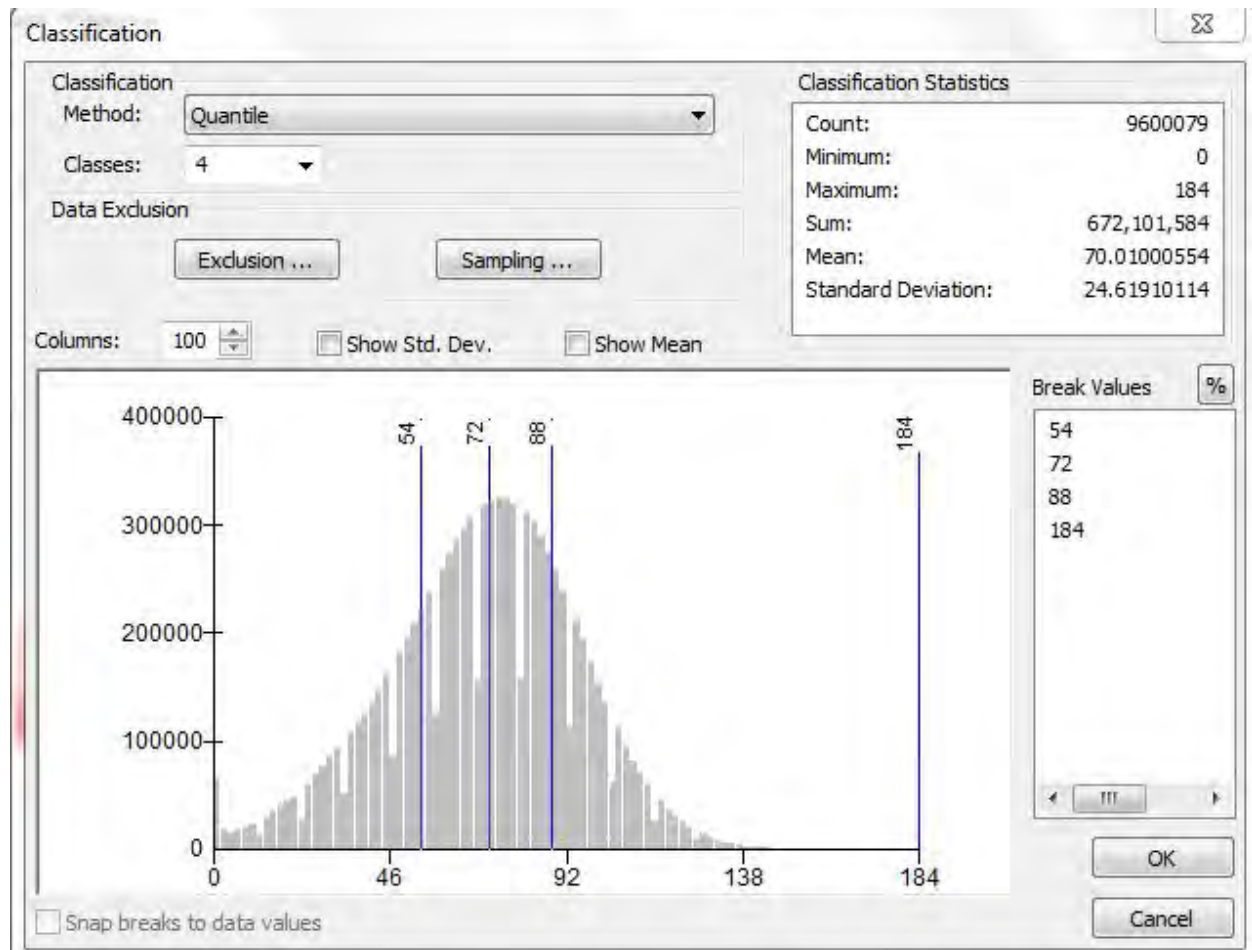 Classification
Classification
Method: Quantile
Classes: 4
Data Exclusion
Exclusion ...
Sampling ...
Classification Statistics
Count: 9600079
Minimum: 0
Maximum: 184
Sum: 672,101,584
Mean: 70.01000554
Standard Deviation: 24.61910114
Columns: 100
Show Std. Dev.
Show Mean
400000
300000
200000
100000
0
54
72
88
184
0 46 92 138 184
Break Values %
54
72
88
184
OK
Cancel
Snap breaks to data values